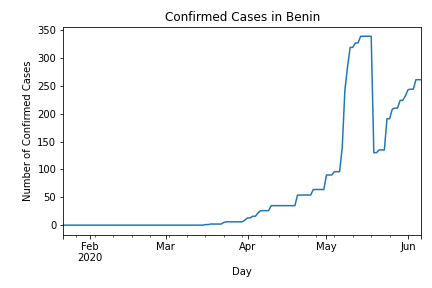 Confirmed Cases in Benin
350
300
250
200
150
100
50
0
Number of Confirmed Cases
Feb
2020
Mar
Apr
May
Jun
Day